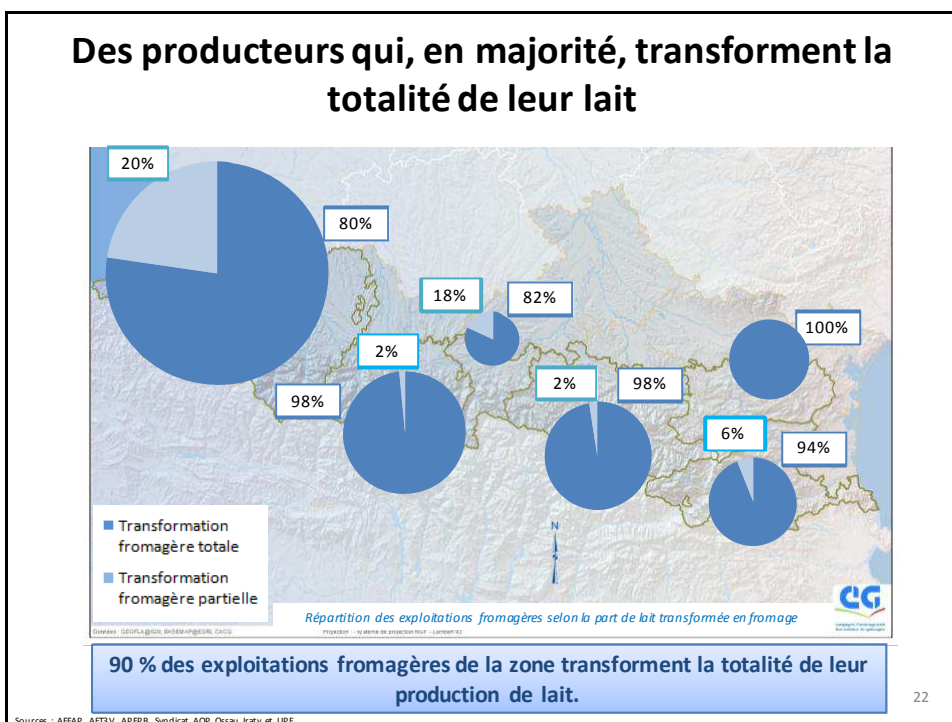 Des producteurs qui, en majorité, transforment la
totalité de leur lait
20%
80%
18%
82%
100%
2%
98%
2%
98%
6%
94%
N
Transformation
fromagère totale
Transformation
fromagère partielle
Répartition des exploitations fromagères selon la part de lait transformée en fromage
90 % des exploitations fromagères de la zone transforment la totalité de leur
production de lait.
22